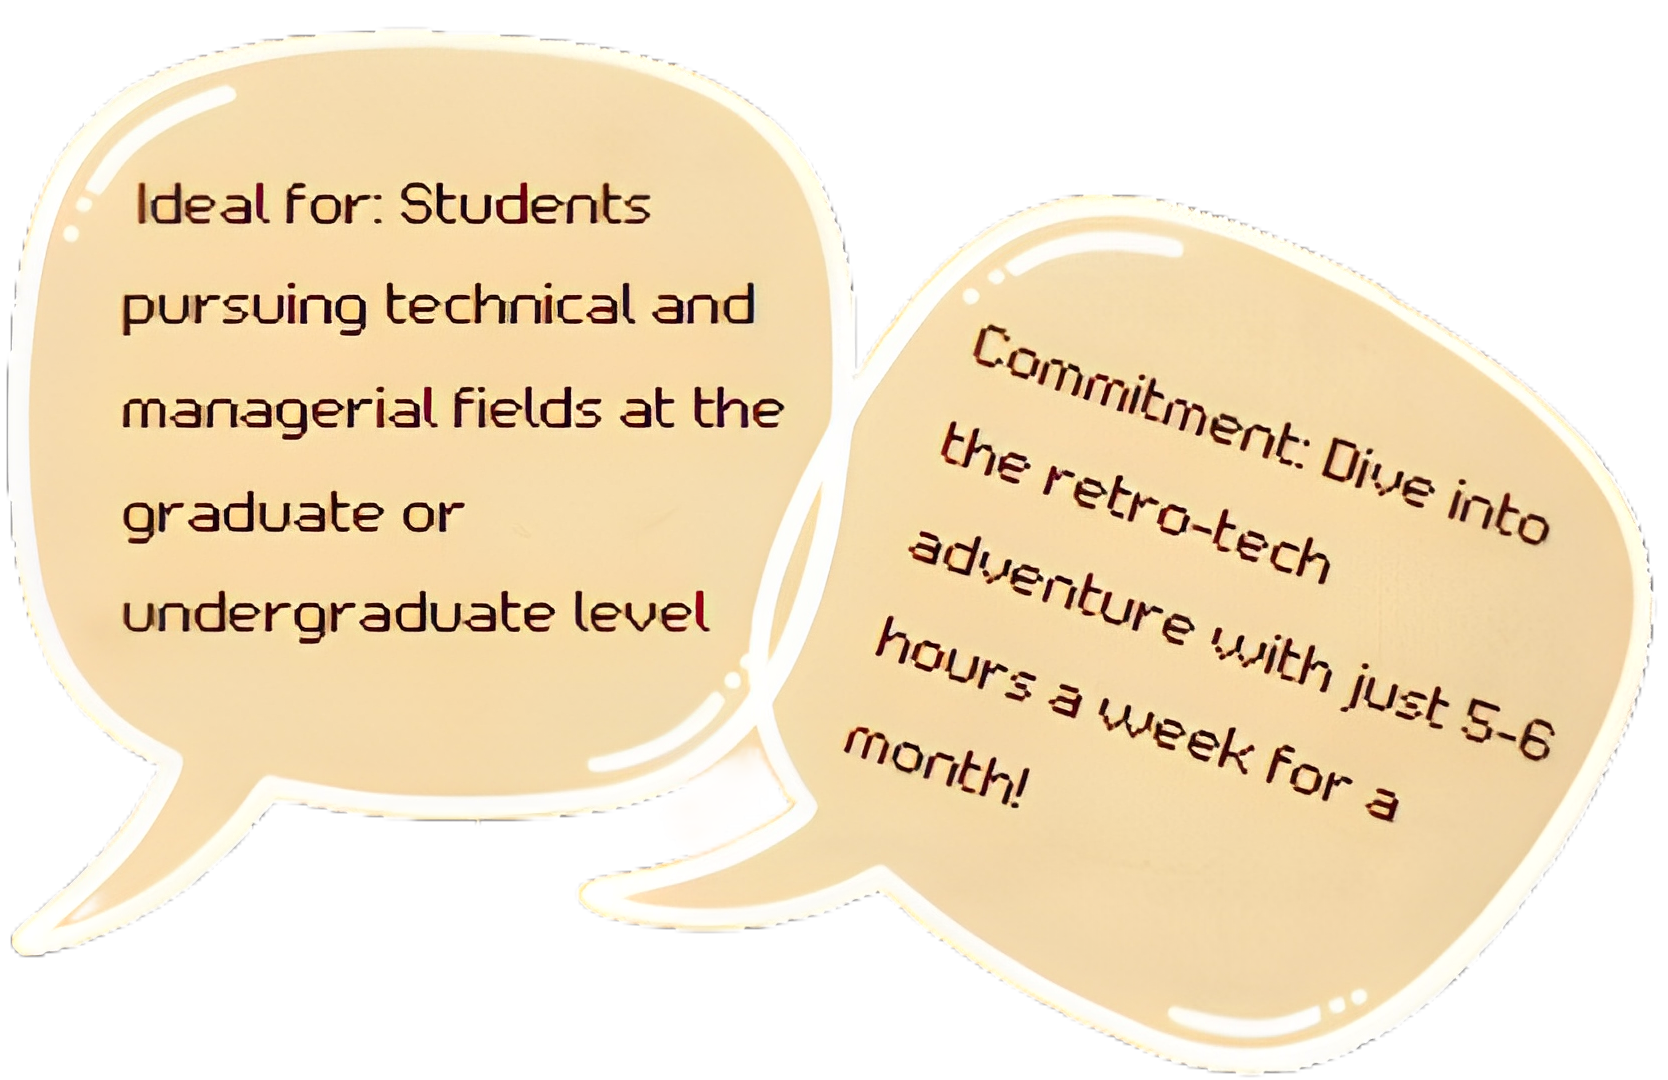 Ideal for: Students
pursuing technical and
managerial fields at the
graduate or
undergraduate level
Commitment: Dive into
the retro-tech
adventure with just 5-6
hours a week for a
month!